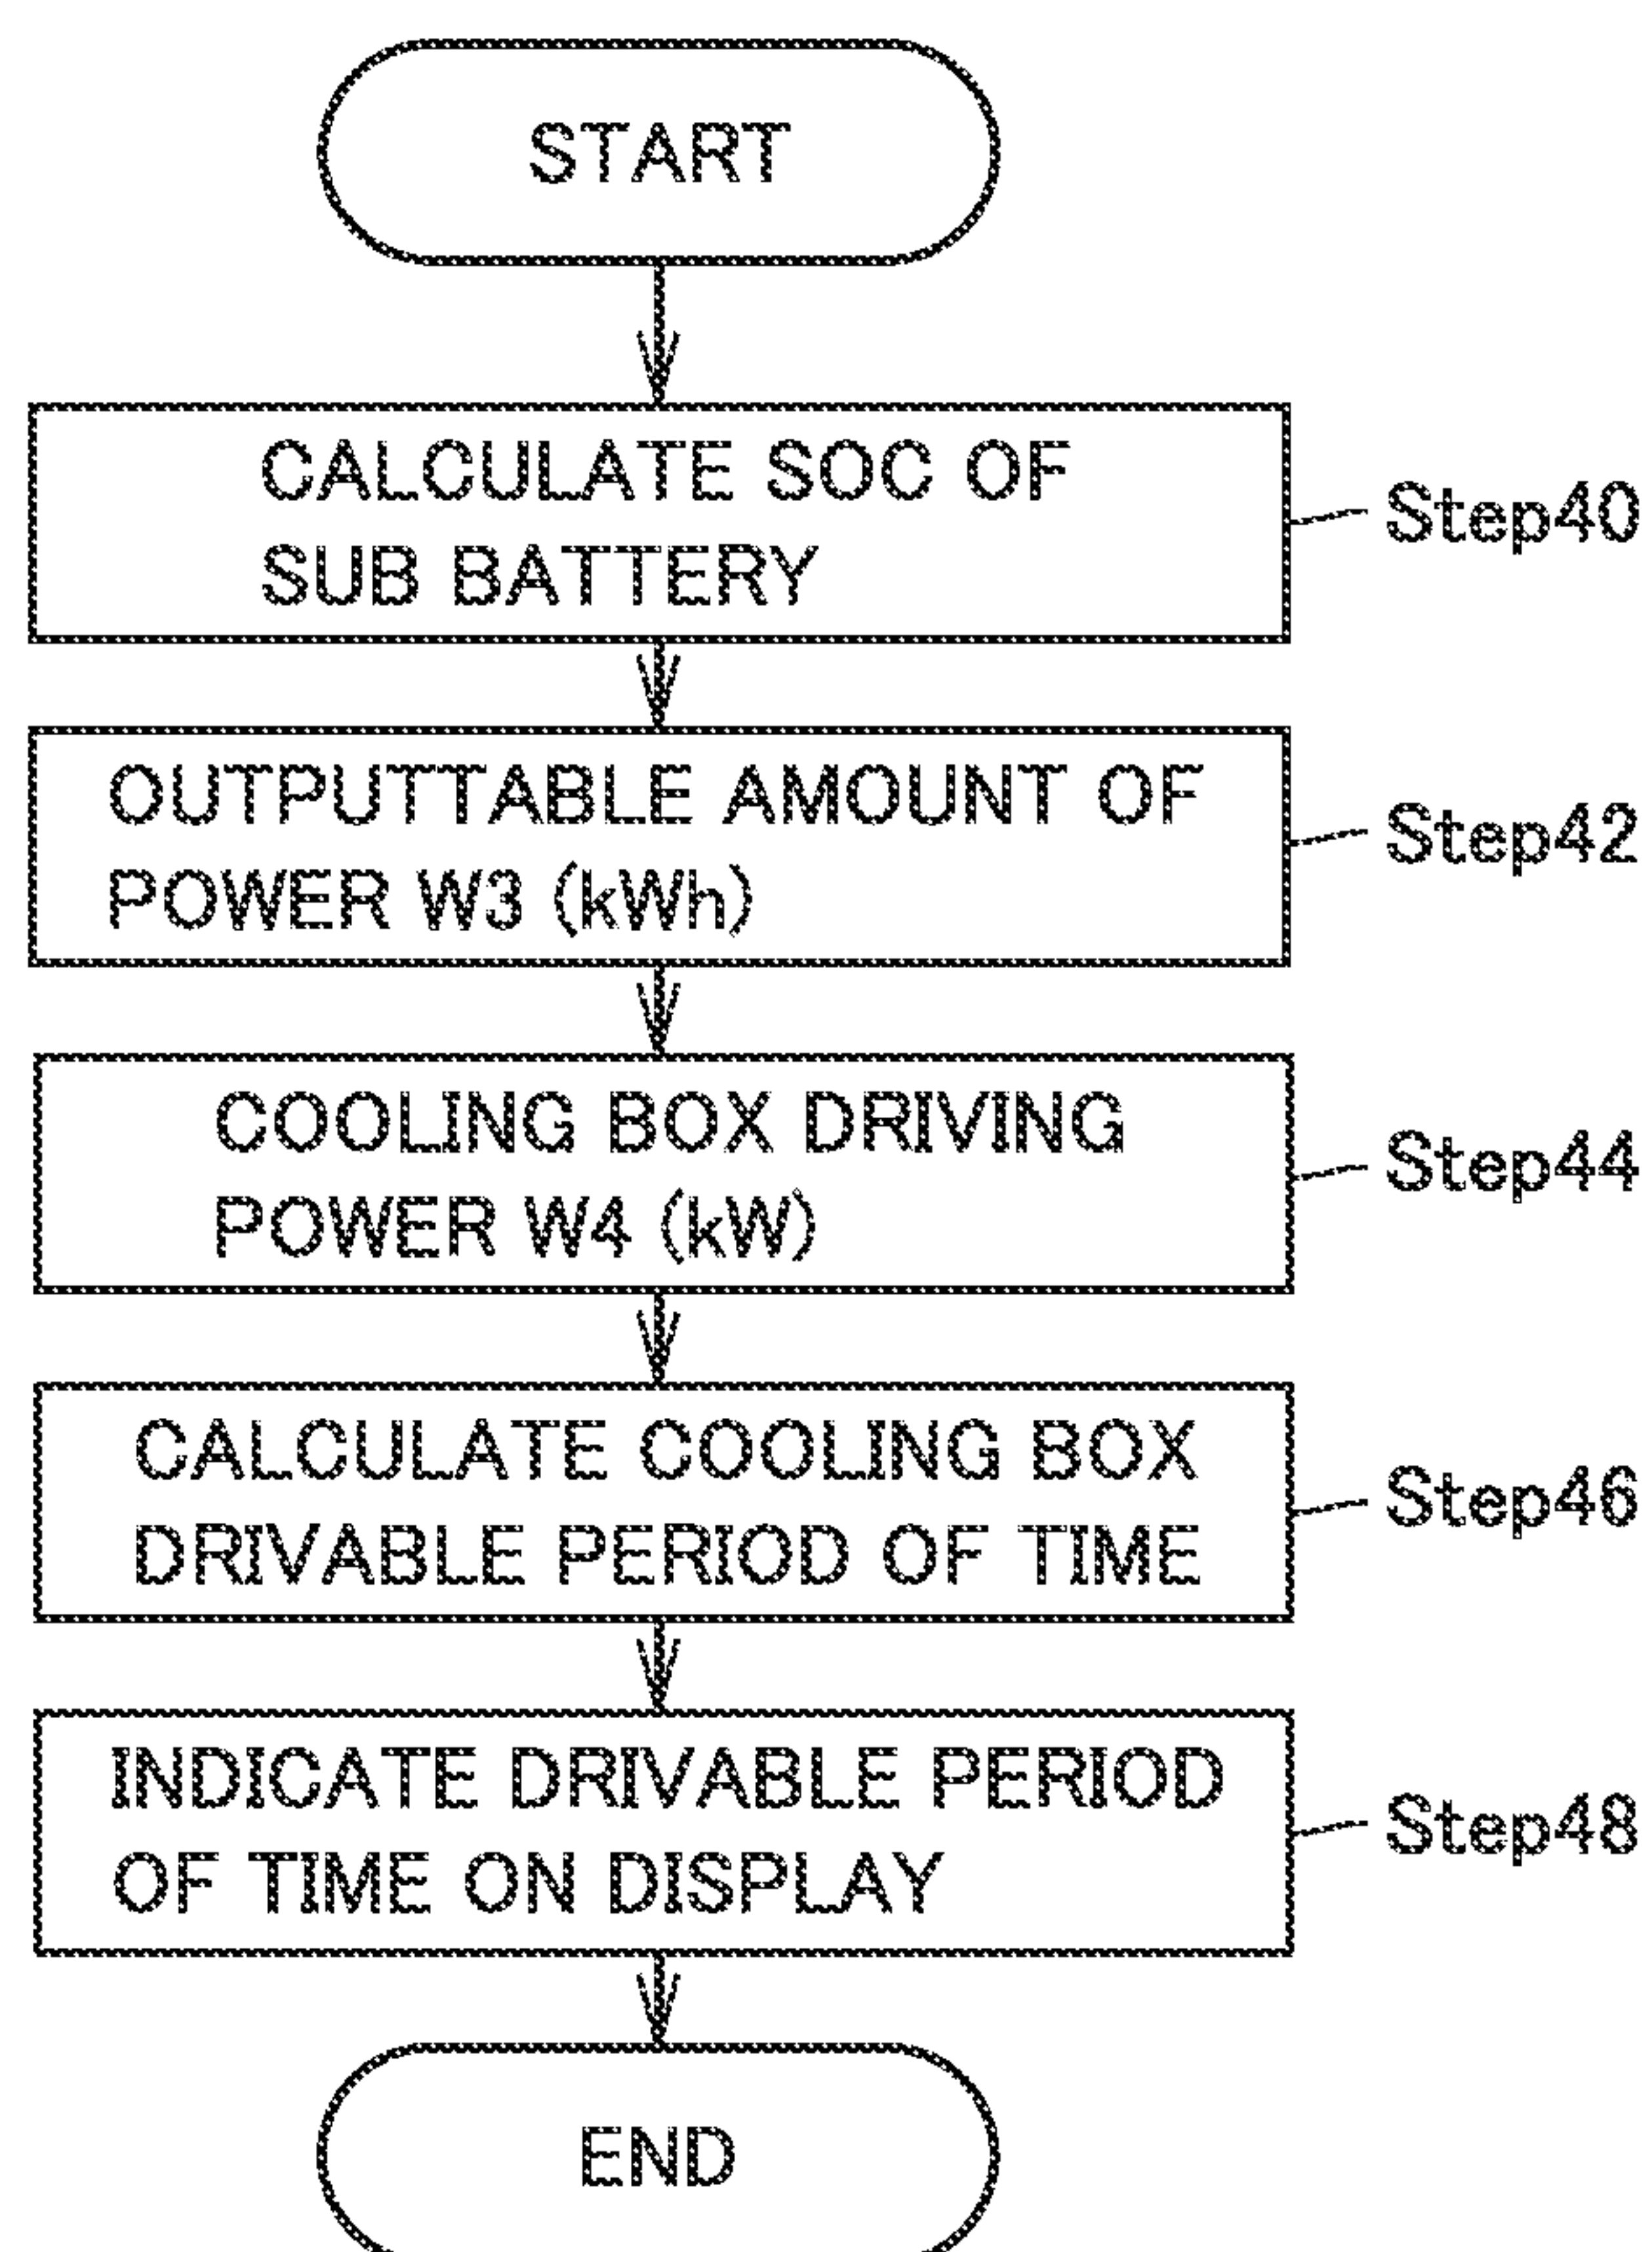 START
CALCULATE SOC OF
SUB BATTERY
Step40
OUTPUTTABLE AMOUNT OF
POWER W3 (kWh)
Step42
COOLING BOX DRIVING
POWER W4 (kW)
Step44
CALCULATE COOLING BOX
DRIVABLE PERIOD OF TIME
Step46
INDICATE DRIVABLE PERIOD
OF TIME ON DISPLAY
Step48
END